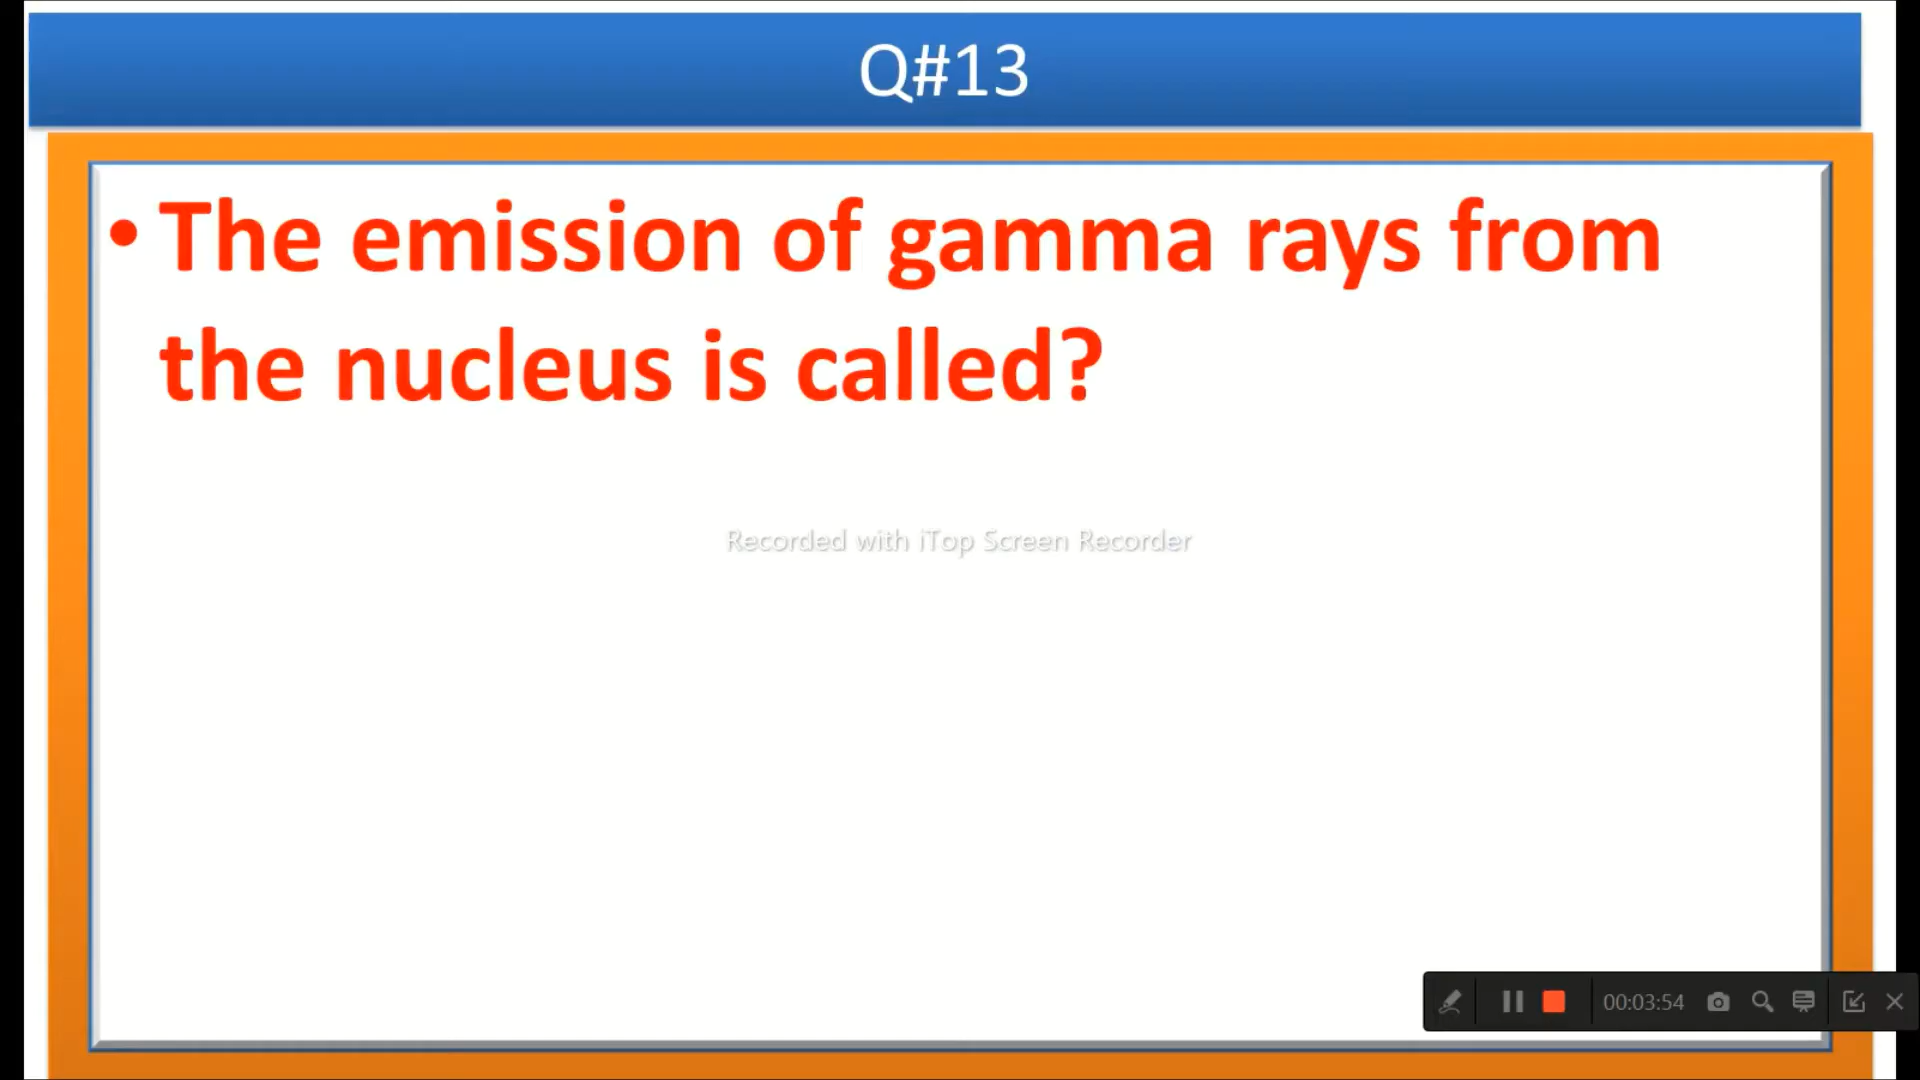 Q#13
• The emission of gamma rays from
the nucleus is called?
Recorded with iTop Screen Recorder
00:03:54